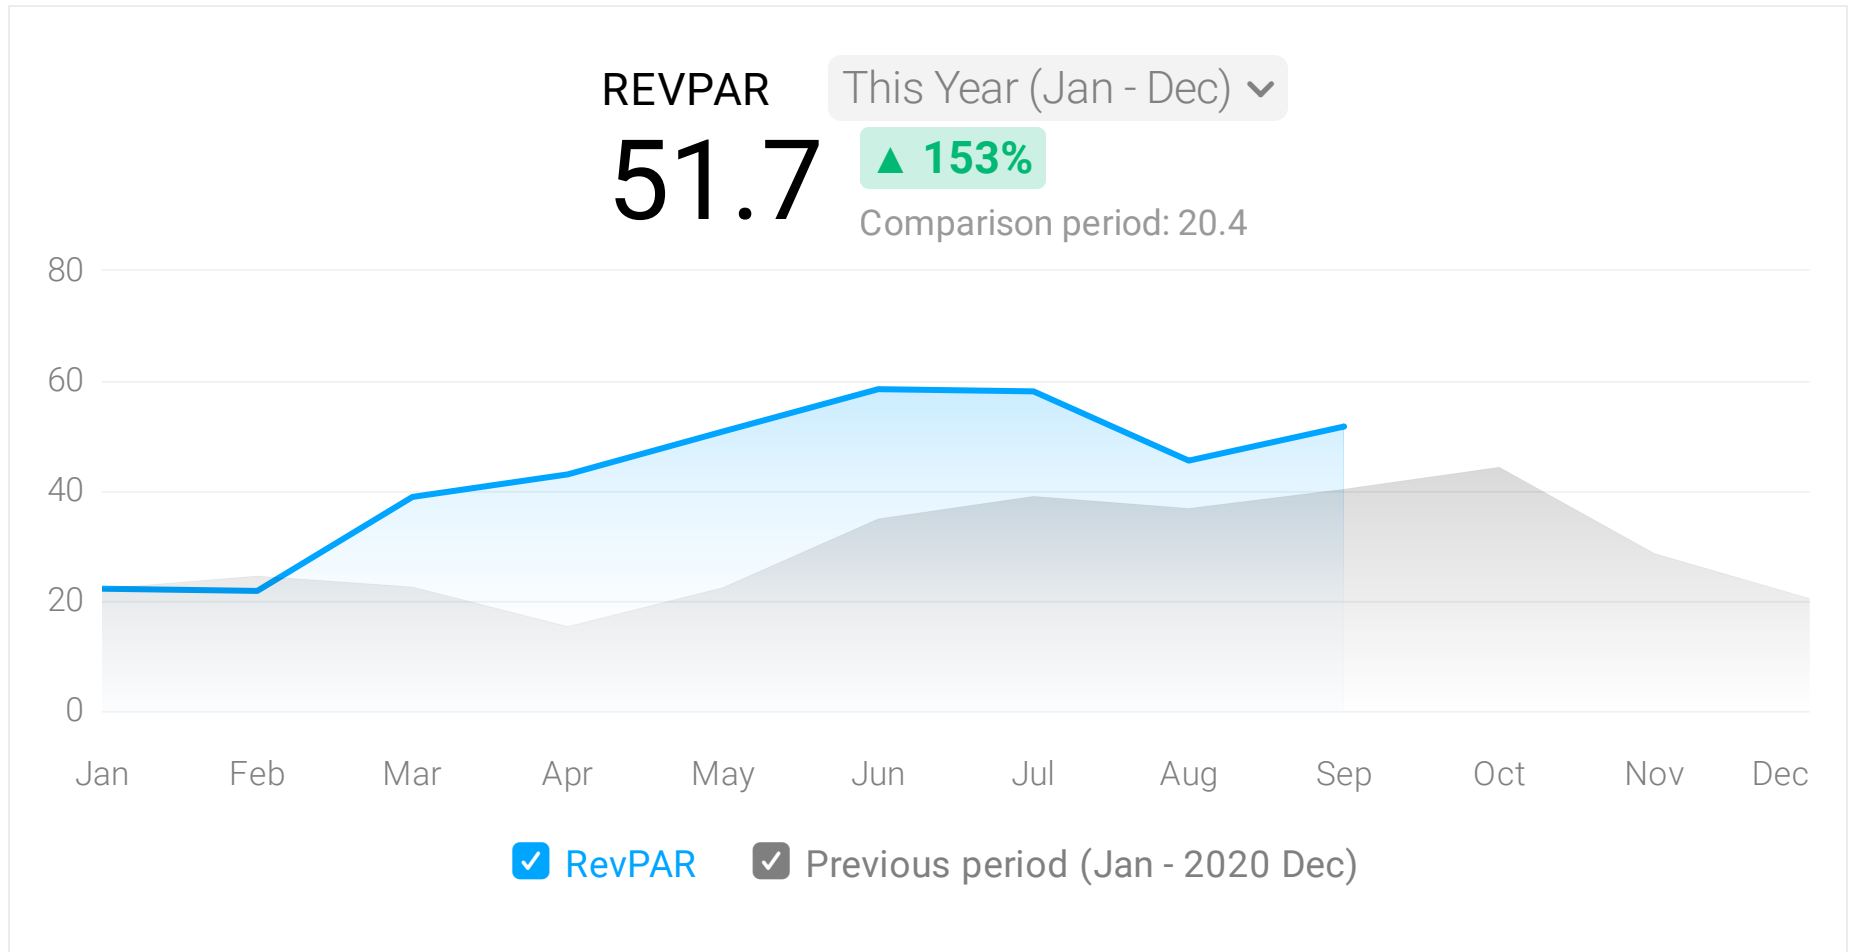 REVPAR This Year (Jan - Dec)
51.7 ▲ 153%
Comparison period: 20.4
80
60
40
20
0
Jan Feb Mar Apr May Jun Jul Aug Sep Oct Nov Dec
RevPAR Previous period (Jan - 2020 Dec)